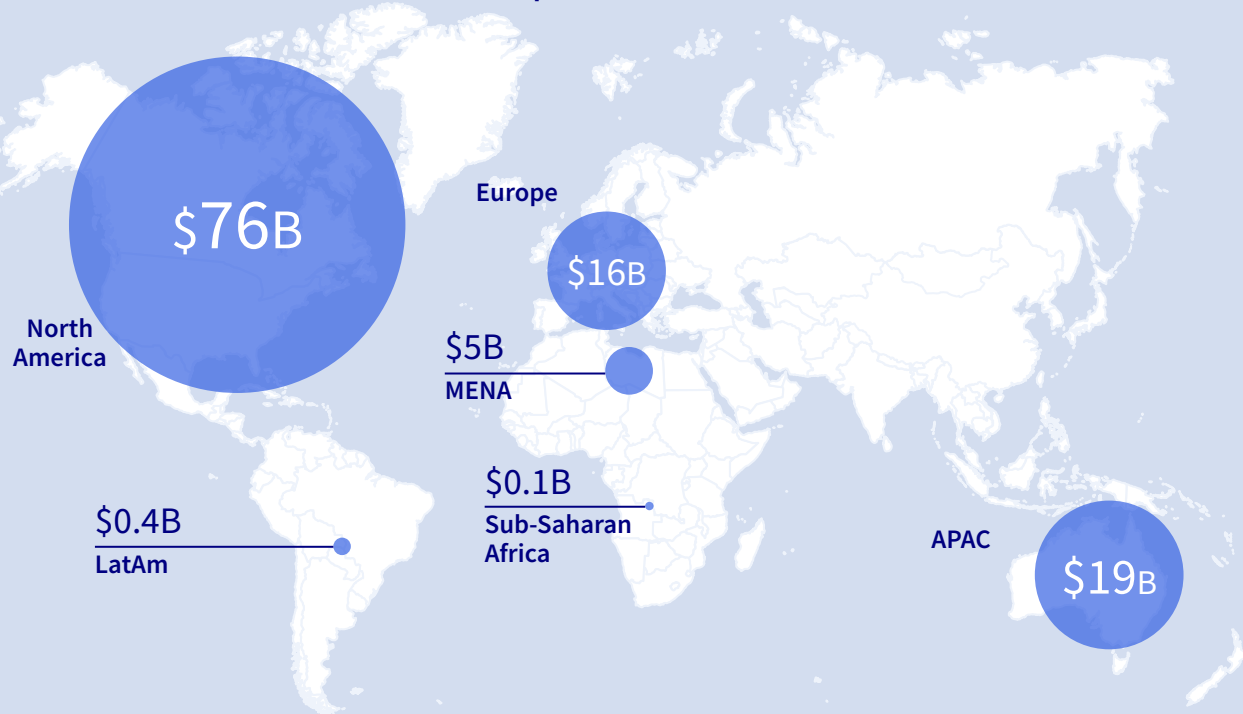 $76B
North
America
Europe
$16B
$5B
MENA
$0.1B
Sub-Saharan
Africa
$0.4B
LatAm
APAC
$19B